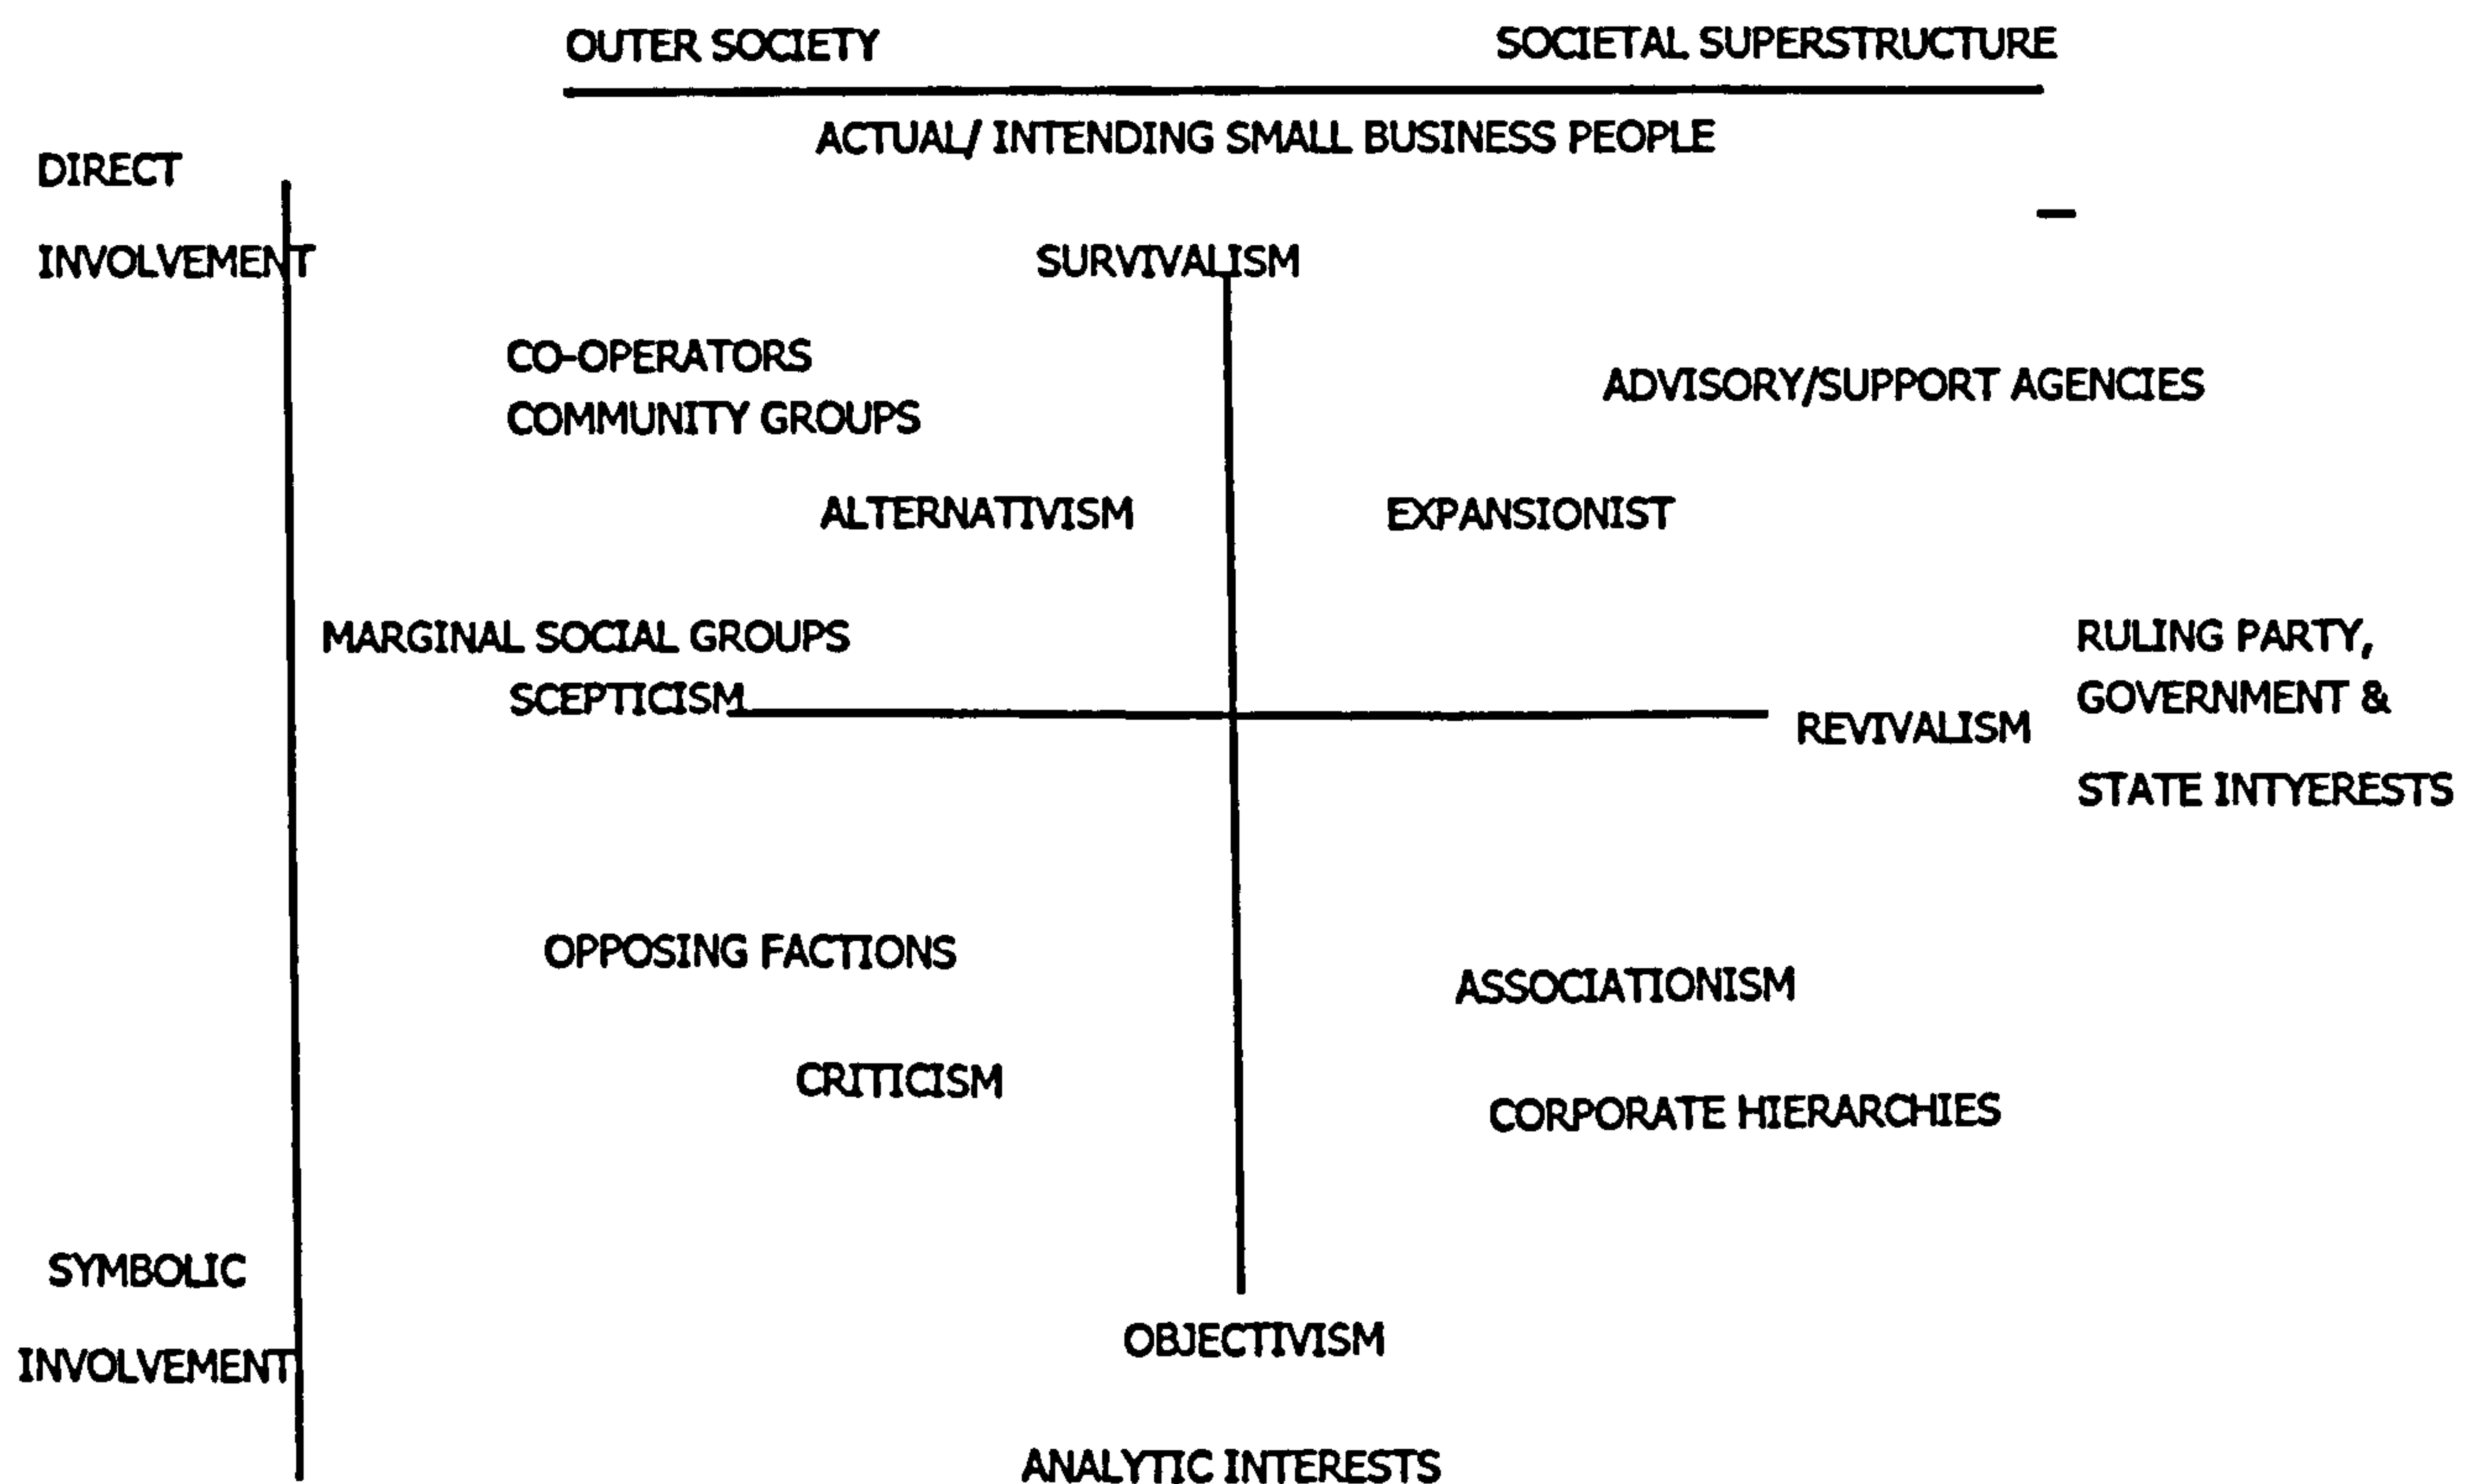 OUTER SOCIETY
SOCIETAL SUPERSTRUCTURE
ACTUAL/ INTENDING SMALL BUSINESS PEOPLE
DIRECT
INVOLVEMENT
SURVIVALISM
CO-OPERATORS
COMMUNITY GROUPS
ADVISORY/SUPPORT AGENCIES
ALTERNATIVISM
EXPANSIONIST
MARGINAL SOCIAL GROUPS
SCEPTICISM
REVIVALISM
RULING PARTY,
GOVERNMENT &
STATE INTYERESTS
OPPOSING FACTIONS
ASSOCIATIONISM
CRITICISM
CORPORATE HIERARCHIES
SYMBOLIC
INVOLVEMENT
OBJECTIVISM
ANALYTIC INTERESTS